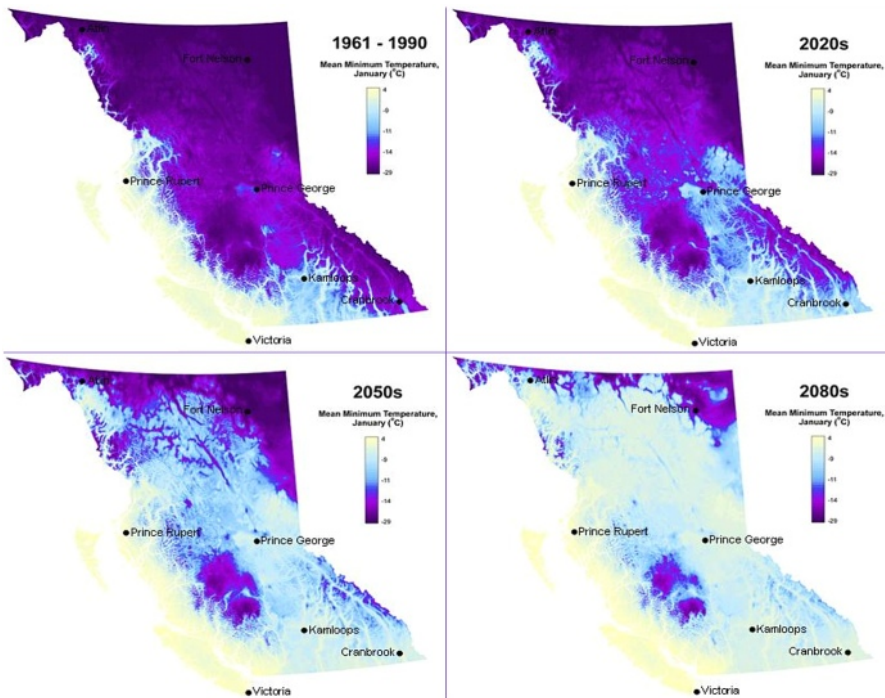 Atlin
1961 - 1990
Fort Nelson
Mean Minimum Temperature,
January (°C)
4
-9
-11
-14
-29
Prince Rupert
Prince George
Kamloops
Cranbrook
Victoria
Atlin
2020s
Fort Nelson
Mean Minimum Temperature,
January (°C)
4
-9
-11
-14
-29
Prince Rupert
Prince George
Kamloops
Cranbrook
Victoria
Atlin
2050s
Fort Nelson
Mean Minimum Temperature,
January (°C)
4
-9
-11
-14
-29
Prince Rupert
Prince George
Kamloops
Cranbrook
Victoria
Atlin
2080s
Fort Nelson
Mean Minimum Temperature,
January (°C)
4
-9
-11
-14
-29
Prince Rupert
Prince George
Kamloops
Cranbrook
Victoria